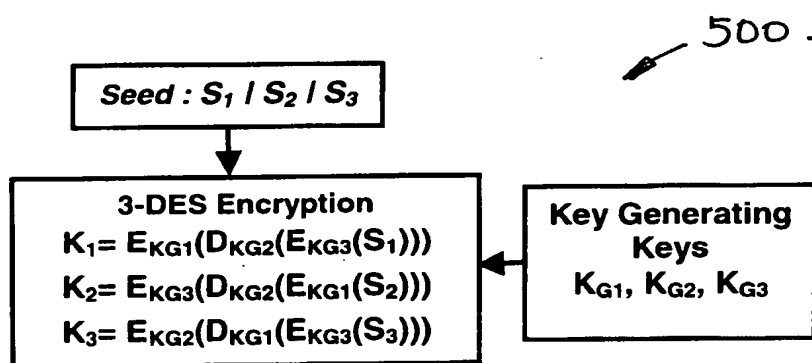 500
Seed : S₁ / S₂ / S₃
3-DES Encryption
K₁= E_KG1(D_KG2(E_KG3(S₁)))
K₂= E_KG3(D_KG2(E_KG1(S₂)))
K₃= E_KG2(D_KG1(E_KG3(S₃)))
Key Generating
Keys
K_G1, K_G2, K_G3